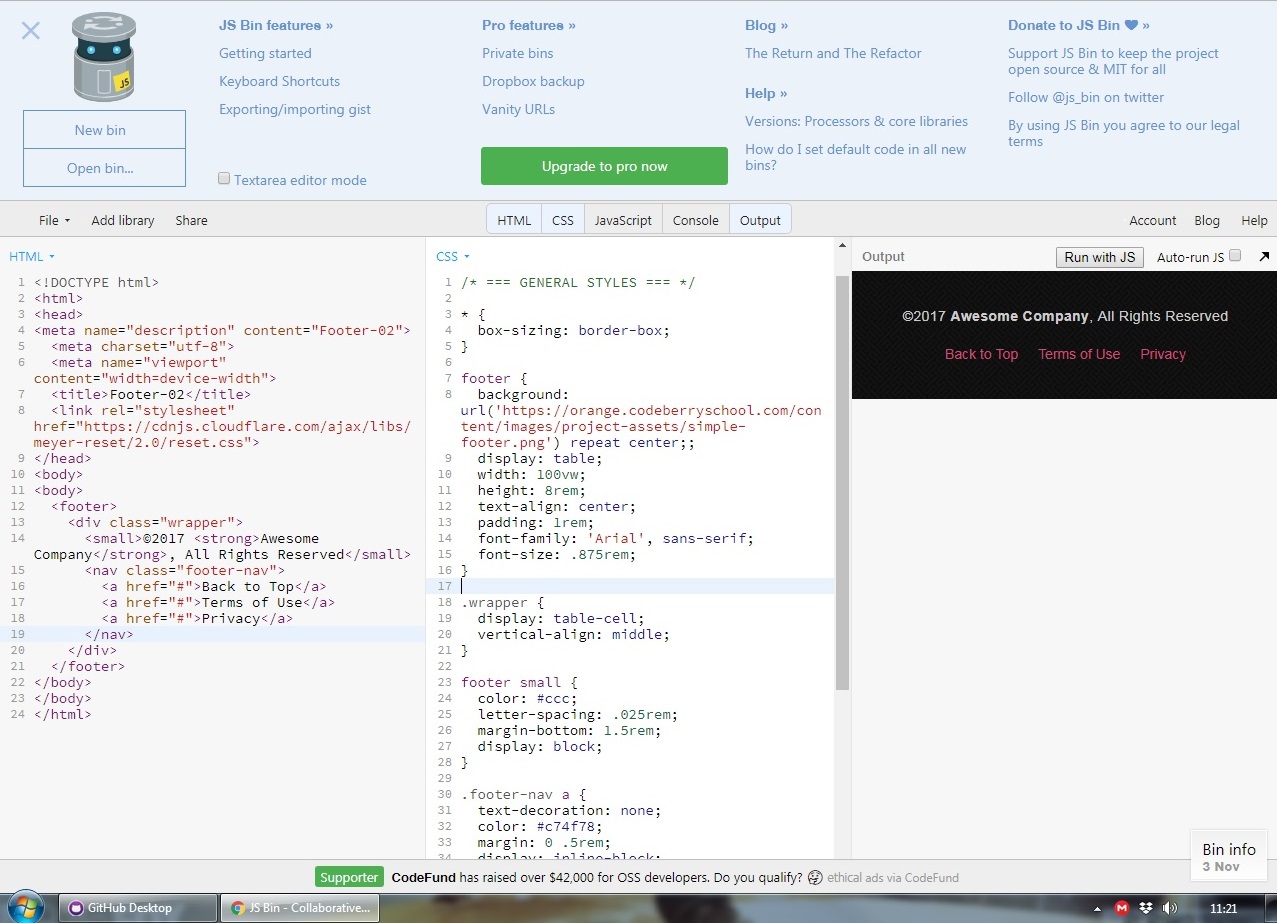 JS Bin features »
Getting started
Keyboard Shortcuts
Exporting/importing gist
Textarea editor mode
Pro features »
Private bins
Dropbox backup
Vanity URLs
Upgrade to pro now
Blog »
The Return and The Refactor
Help »
Versions: Processors & core libraries
How do I set default code in all new
bins?
Donate to JS Bin ♥ »
Support JS Bin to keep the project
open source & MIT for all
Follow @js_bin on twitter
By using JS Bin you agree to our legal
terms
JS
New bin
Open bin...
File
Add library
Share
HTML
CSS
JavaScript
Console
Output
Account
Blog
Help
HTML
1 <!DOCTYPE html>
2 <html>
3 <head>
4 <meta name="description" content="Footer-02">
5 <meta charset="utf-8">
6 <meta name="viewport"
content="width=device-width">
7 <title>Footer-02</title>
8 <link rel="stylesheet"
href="https://cdnjs.cloudflare.com/ajax/libs/
meyer-reset/2.0/reset.css">
9 </head>
10 <body>
11 <body>
12 <footer>
13 <div class="wrapper">
14 <small>©2017 <strong>Awesome
Company</strong>, All Rights Reserved</small>
15 <nav class="footer-nav">
16 <a href="#">Back to Top</a>
17 <a href="#">Terms of Use</a>
18 <a href="#">Privacy</a>
19 </nav>
20 </div>
21 </footer>
22 </body>
23 </body>
24 </html>
CSS
1 /* === GENERAL STYLES === */
2
3 * {
4 box-sizing: border-box;
5 }
6
7 footer {
8 background:
url('https://orange.codeberryschool.com/con
tent/images/project-assets/simple-
footer.png') repeat center;;
9 display: table;
10 width: 100vw;
11 height: 8rem;
12 text-align: center;
13 padding: 1rem;
14 font-family: 'Arial', sans-serif;
15 font-size: .875rem;
16 }
17
18 .wrapper {
19 display: table-cell;
20 vertical-align: middle;
21 }
22
23 footer small {
24 color: #ccc;
25 letter-spacing: .025rem;
26 margin-bottom: 1.5rem;
27 display: block;
28 }
29
30 .footer-nav a {
31 text-decoration: none;
32 color: #c74f78;
33 margin: 0 .5rem;
34 display: inline-block;
Output
Run with JS
Auto-run JS
©2017 Awesome Company, All Rights Reserved
Back to Top
Terms of Use
Privacy
Bin info
3 Nov
Supporter
CodeFund has raised over $42,000 for OSS developers. Do you qualify?
ethical ads via CodeFund
GitHub Desktop
JS Bin - Collaborative...
M
11:21